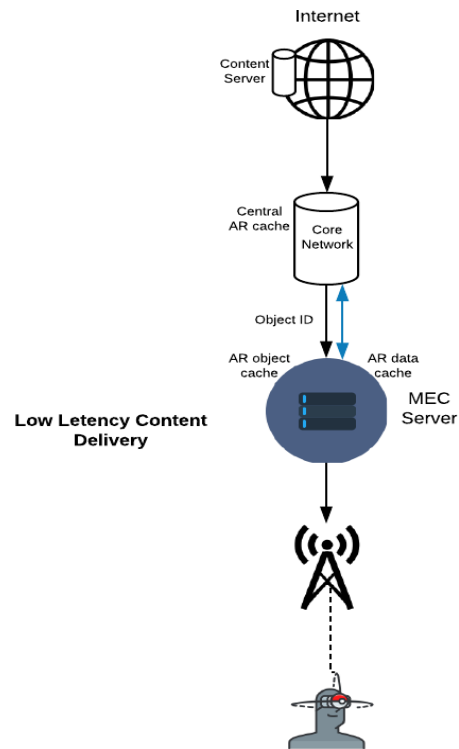 Internet
Content
Server
Central
AR cache
Core
Network
Object ID
AR object
cache
AR data
cache
MEC
Server
Low Letency Content
Delivery